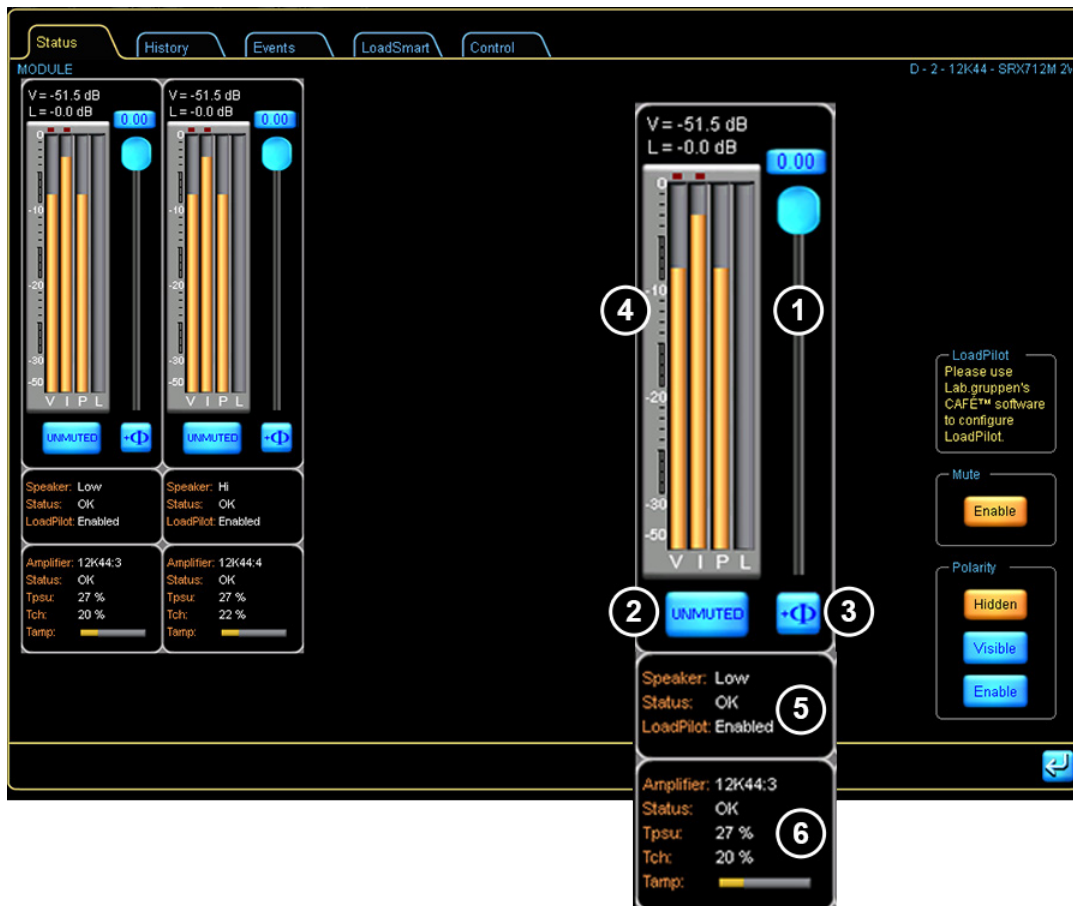 Status
History
Events
LoadSmart
Control
MODULE
D - 2 - 12K44 - SRX712M 2W
V = -51.5 dB
L = -0.0 dB
0.00
0
-10
-20
-30
-50
V I P L
UNMUTED
+Φ
Speaker: Low
Status: OK
LoadPilot: Enabled
Amplifier: 12K44:3
Status: OK
Tpsu: 27 %
Tch: 20 %
Tamp:
V = -51.5 dB
L = -0.0 dB
0.00
0
-10
-20
-30
-50
V I P L
UNMUTED
+Φ
Speaker: Hi
Status: OK
LoadPilot: Enabled
Amplifier: 12K44:4
Status: OK
Tpsu: 27 %
Tch: 22 %
Tamp:
V = -51.5 dB
L = -0.0 dB
0.00
0
-10
-20
-30
-50
4
1
V I P L
2
UNMUTED
+Φ
3
Speaker: Low
Status: OK
LoadPilot: Enabled
5
Amplifier: 12K44:3
Status: OK
Tpsu: 27 %
Tch: 20 %
Tamp:
6
LoadPilot
Please use
Lab.gruppen's
CAFÉ™ software
to configure
LoadPilot.
Mute
Enable
Polarity
Hidden
Visible
Enable